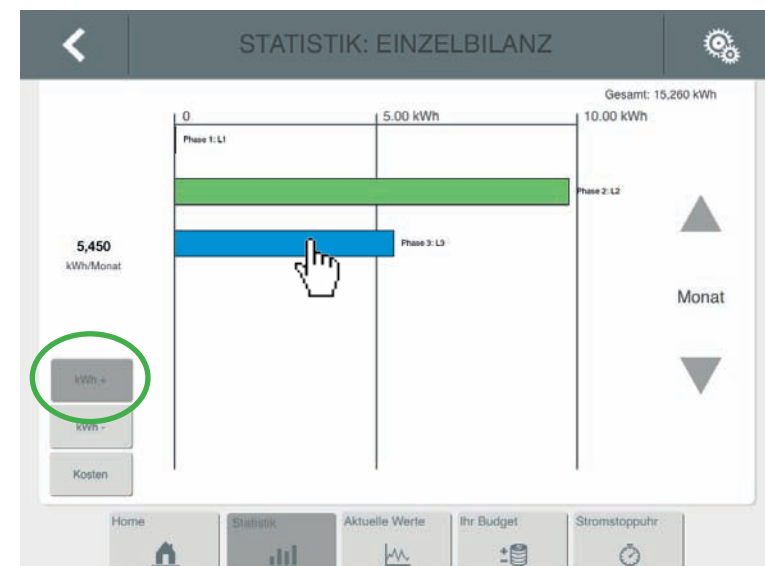 STATISTIK: EINZELBILANZ
Gesamt: 15,260 kWh
0
5.00 kWh
10.00 kWh
Phase 1: L1
Phase 2: L2
Phase 3: L3
5,450
kWh/Monat
Monat
kWh +
kWh -
Kosten
Home
Statistik
Aktuelle Werte
Ihr Budget
Stromstoppuhr